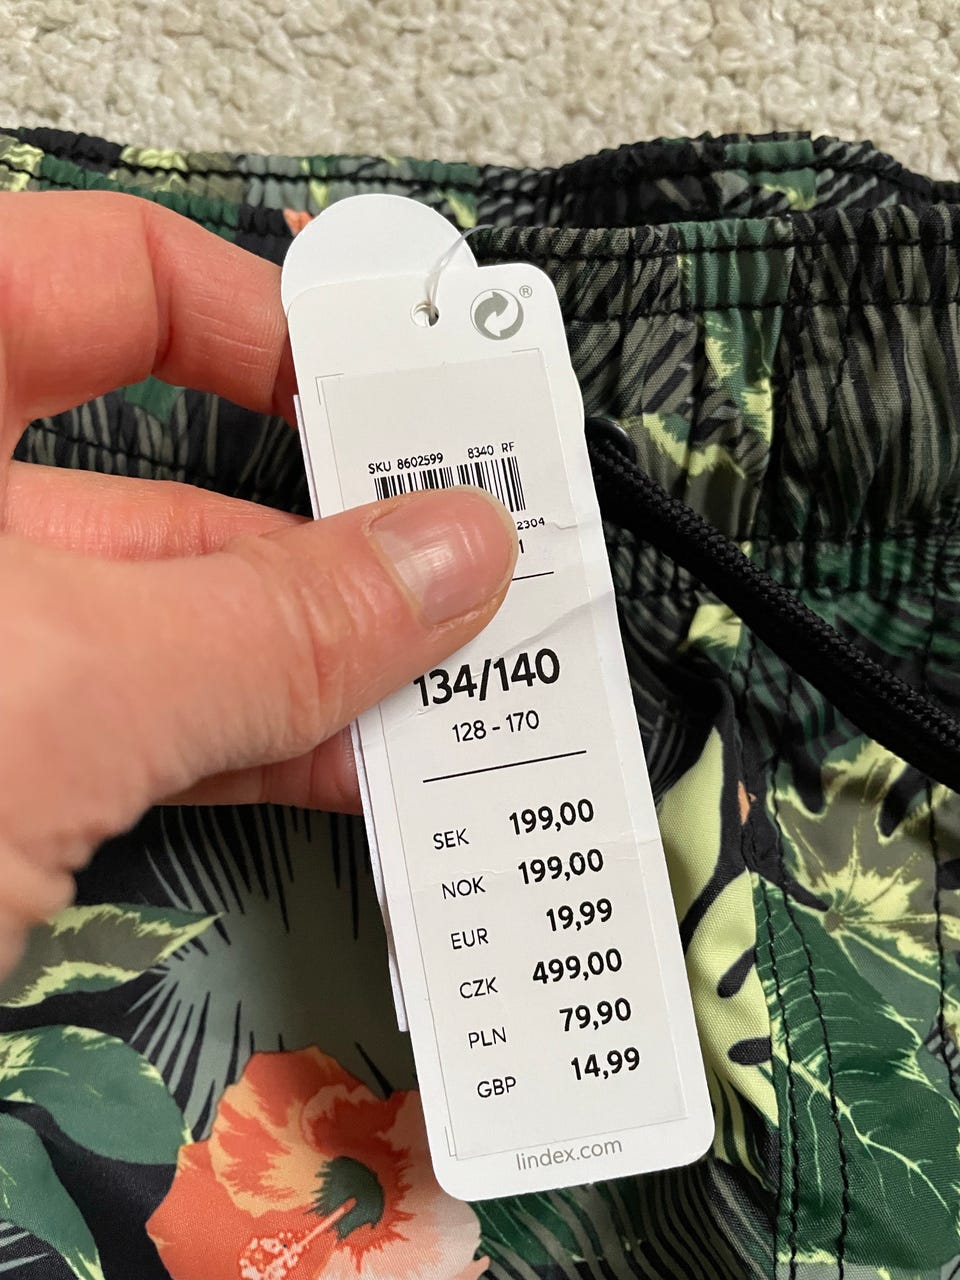 ®
SKU 8602599 8340 RF
2304
1
134/140
128 - 170
SEK 199,00
NOK 199,00
EUR 19,99
CZK 499,00
PLN 79,90
GBP 14,99
lindex.com